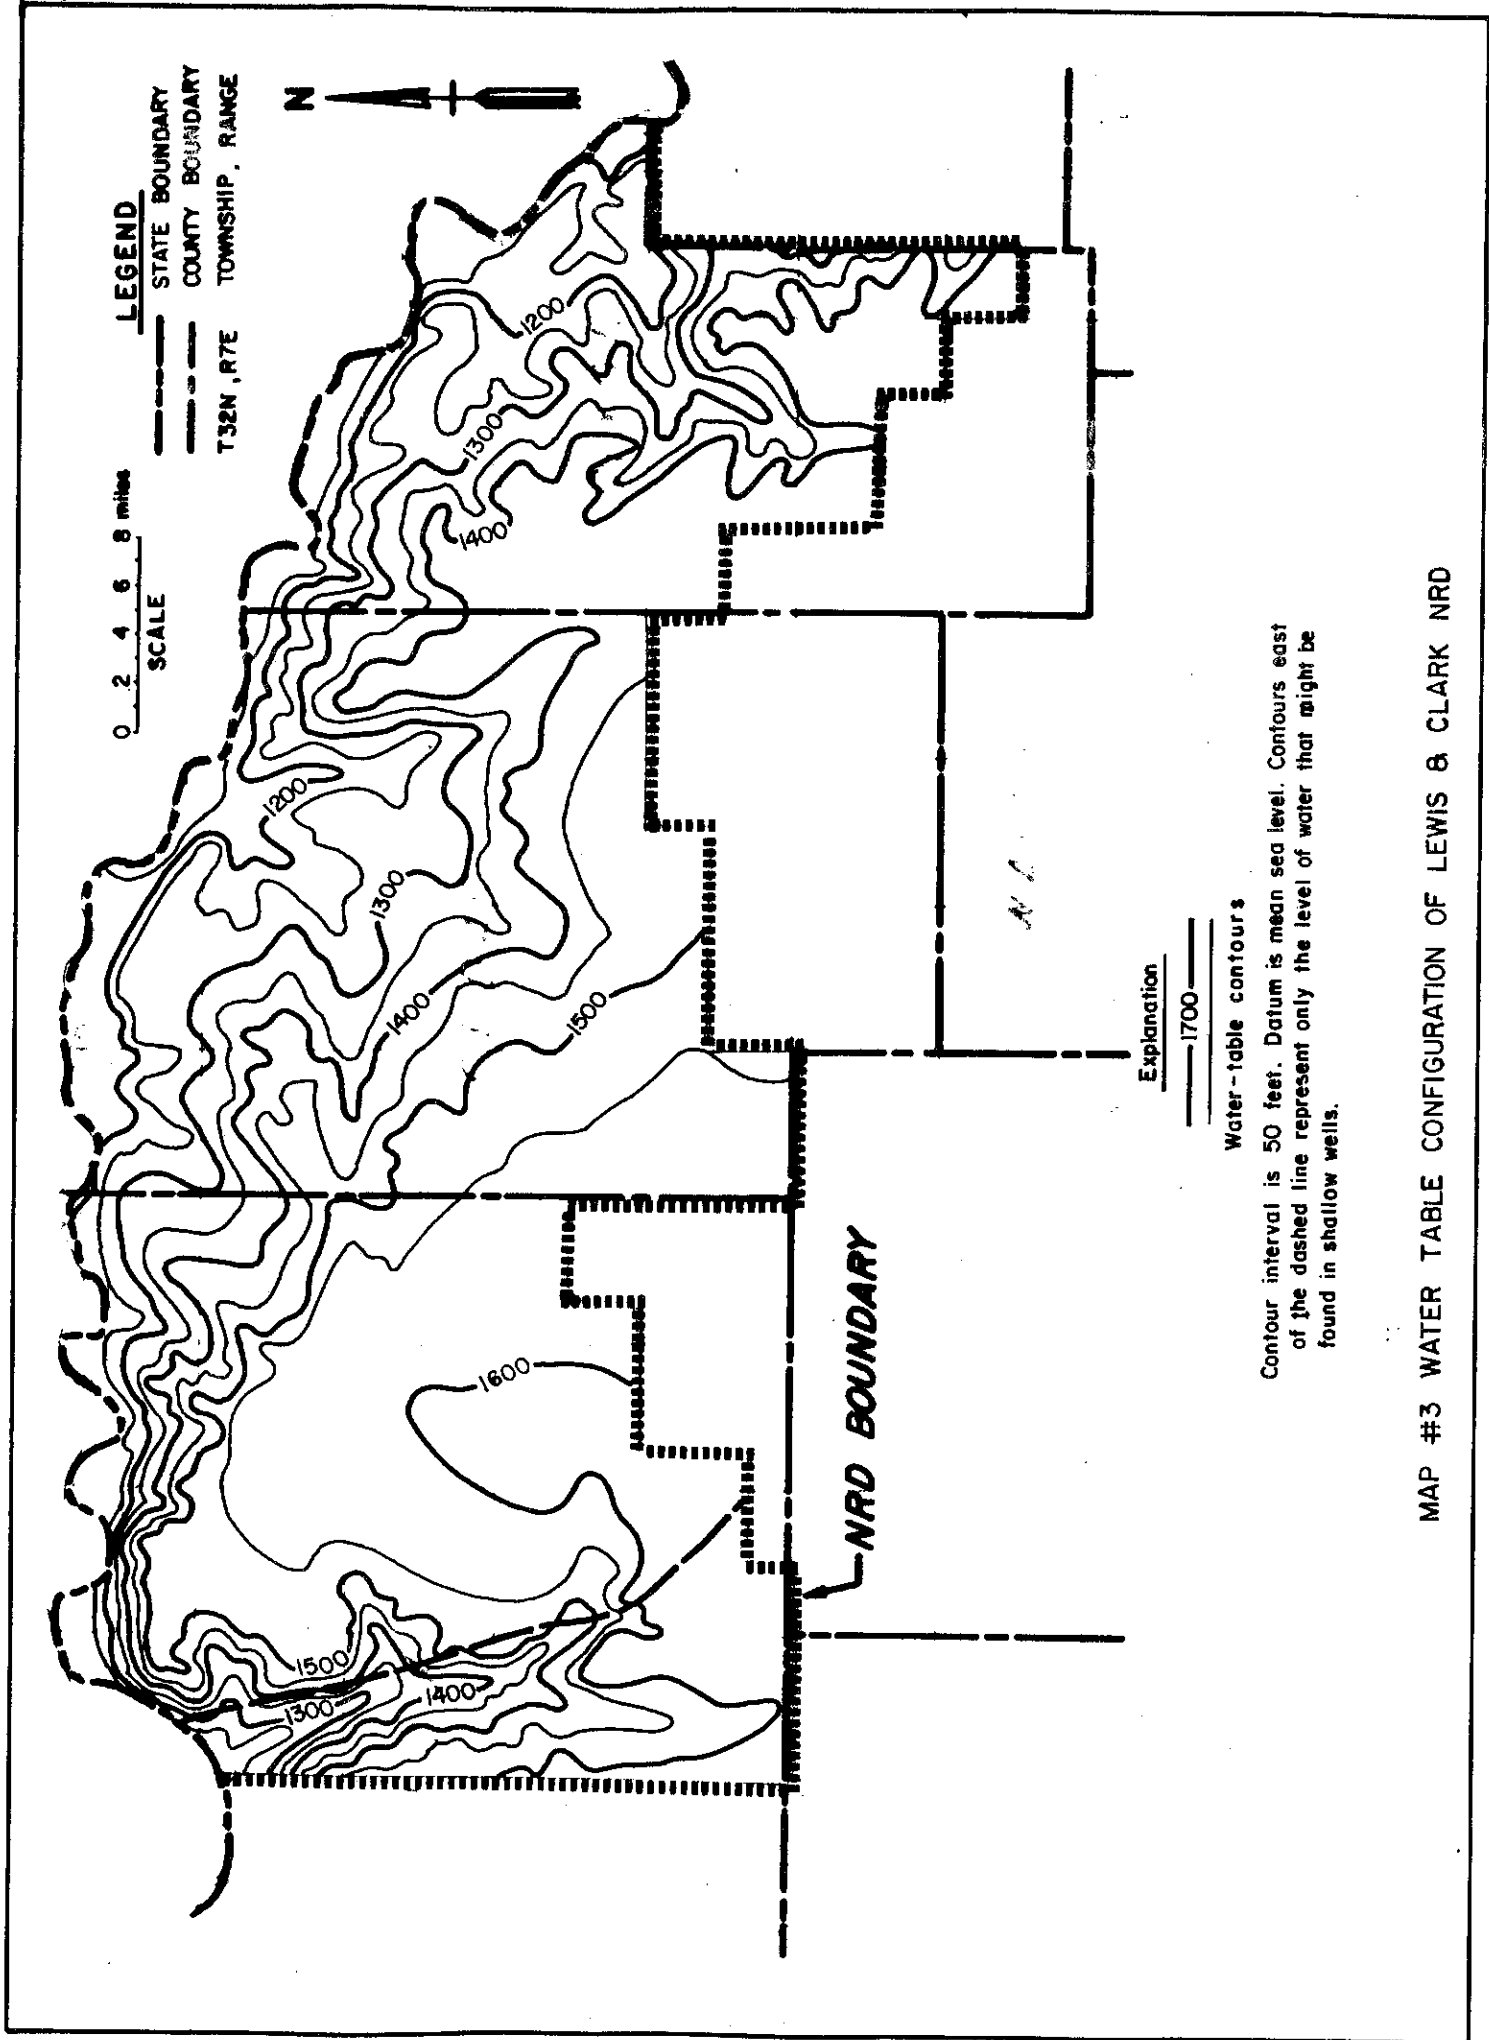 LEGEND
STATE BOUNDARY
COUNTY BOUNDARY
T32N, R7E TOWNSHIP, RANGE
N
0 2 4 6 8 miles
SCALE
1200
1300
1400
1200
1300
1400
1500
1600
1500
1300
1400
NRD BOUNDARY
Explanation
1700
Water-table contours
Contour interval is 50 feet. Datum is mean sea level. Contours east
of the dashed line represent only the level of water that might be
found in shallow wells.
MAP #3 WATER TABLE CONFIGURATION OF LEWIS & CLARK NRD